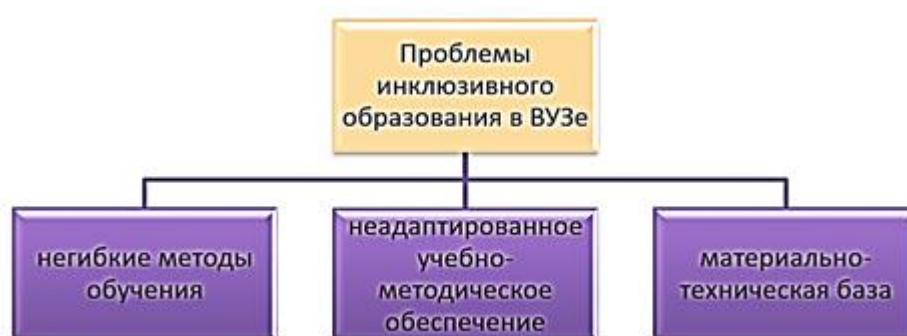 Проблемы
инклюзивного
образования в ВУЗе
негибкие методы
обучения
неадаптированное
учебно-
методическое
обеспечение
материально-
техническая база